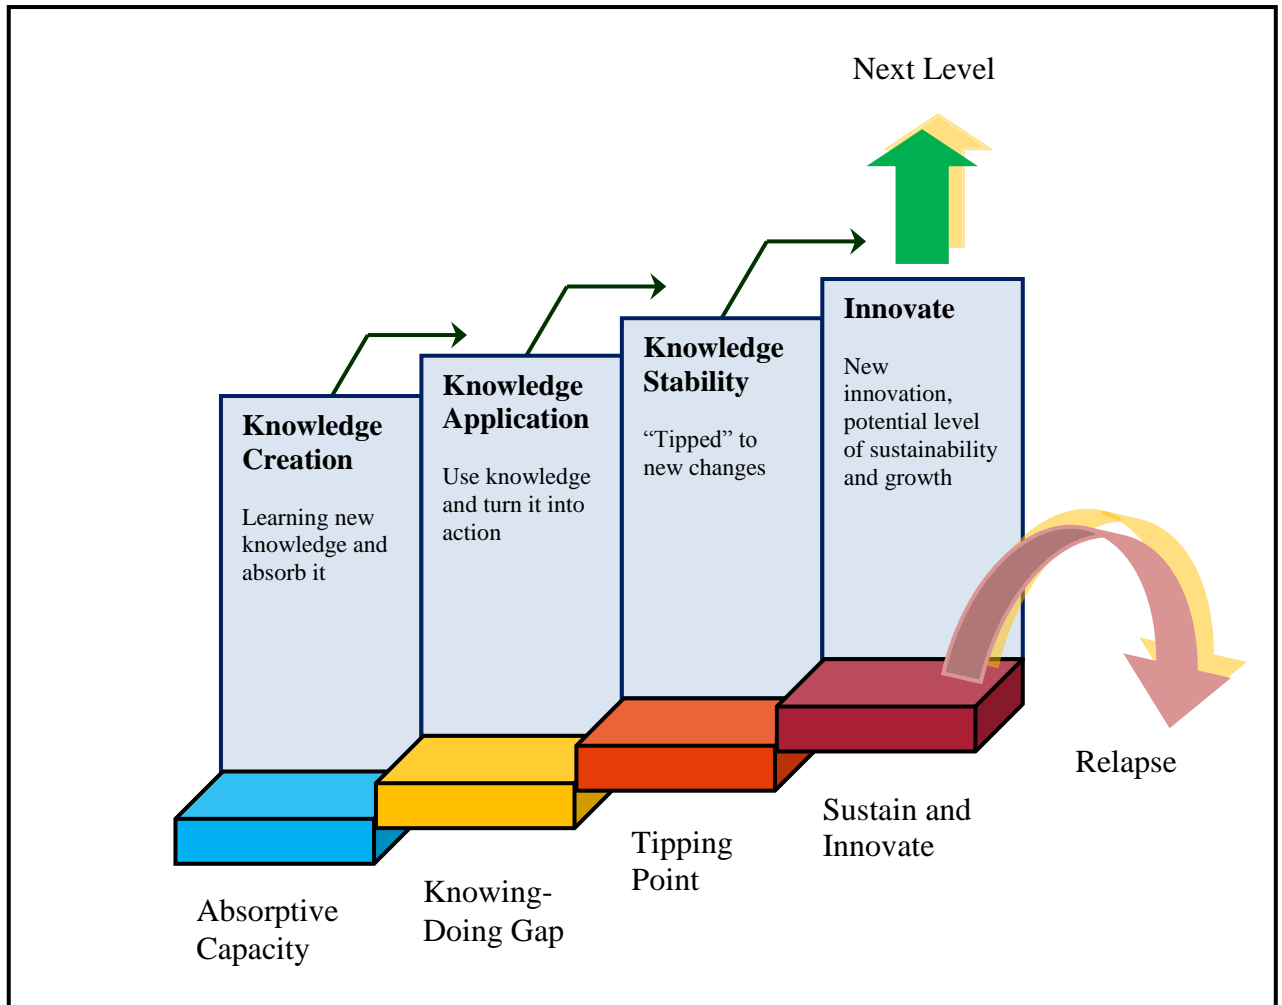 Next Level
Knowledge
Creation
Learning new
knowledge and
absorb it
Knowledge
Application
Use knowledge
and turn it into
action
Knowledge
Stability
“Tipped” to
new changes
Innovate
New
innovation,
potential level
of sustainability
and growth
Relapse
Absorptive
Capacity
Knowing-
Doing Gap
Tipping
Point
Sustain and
Innovate